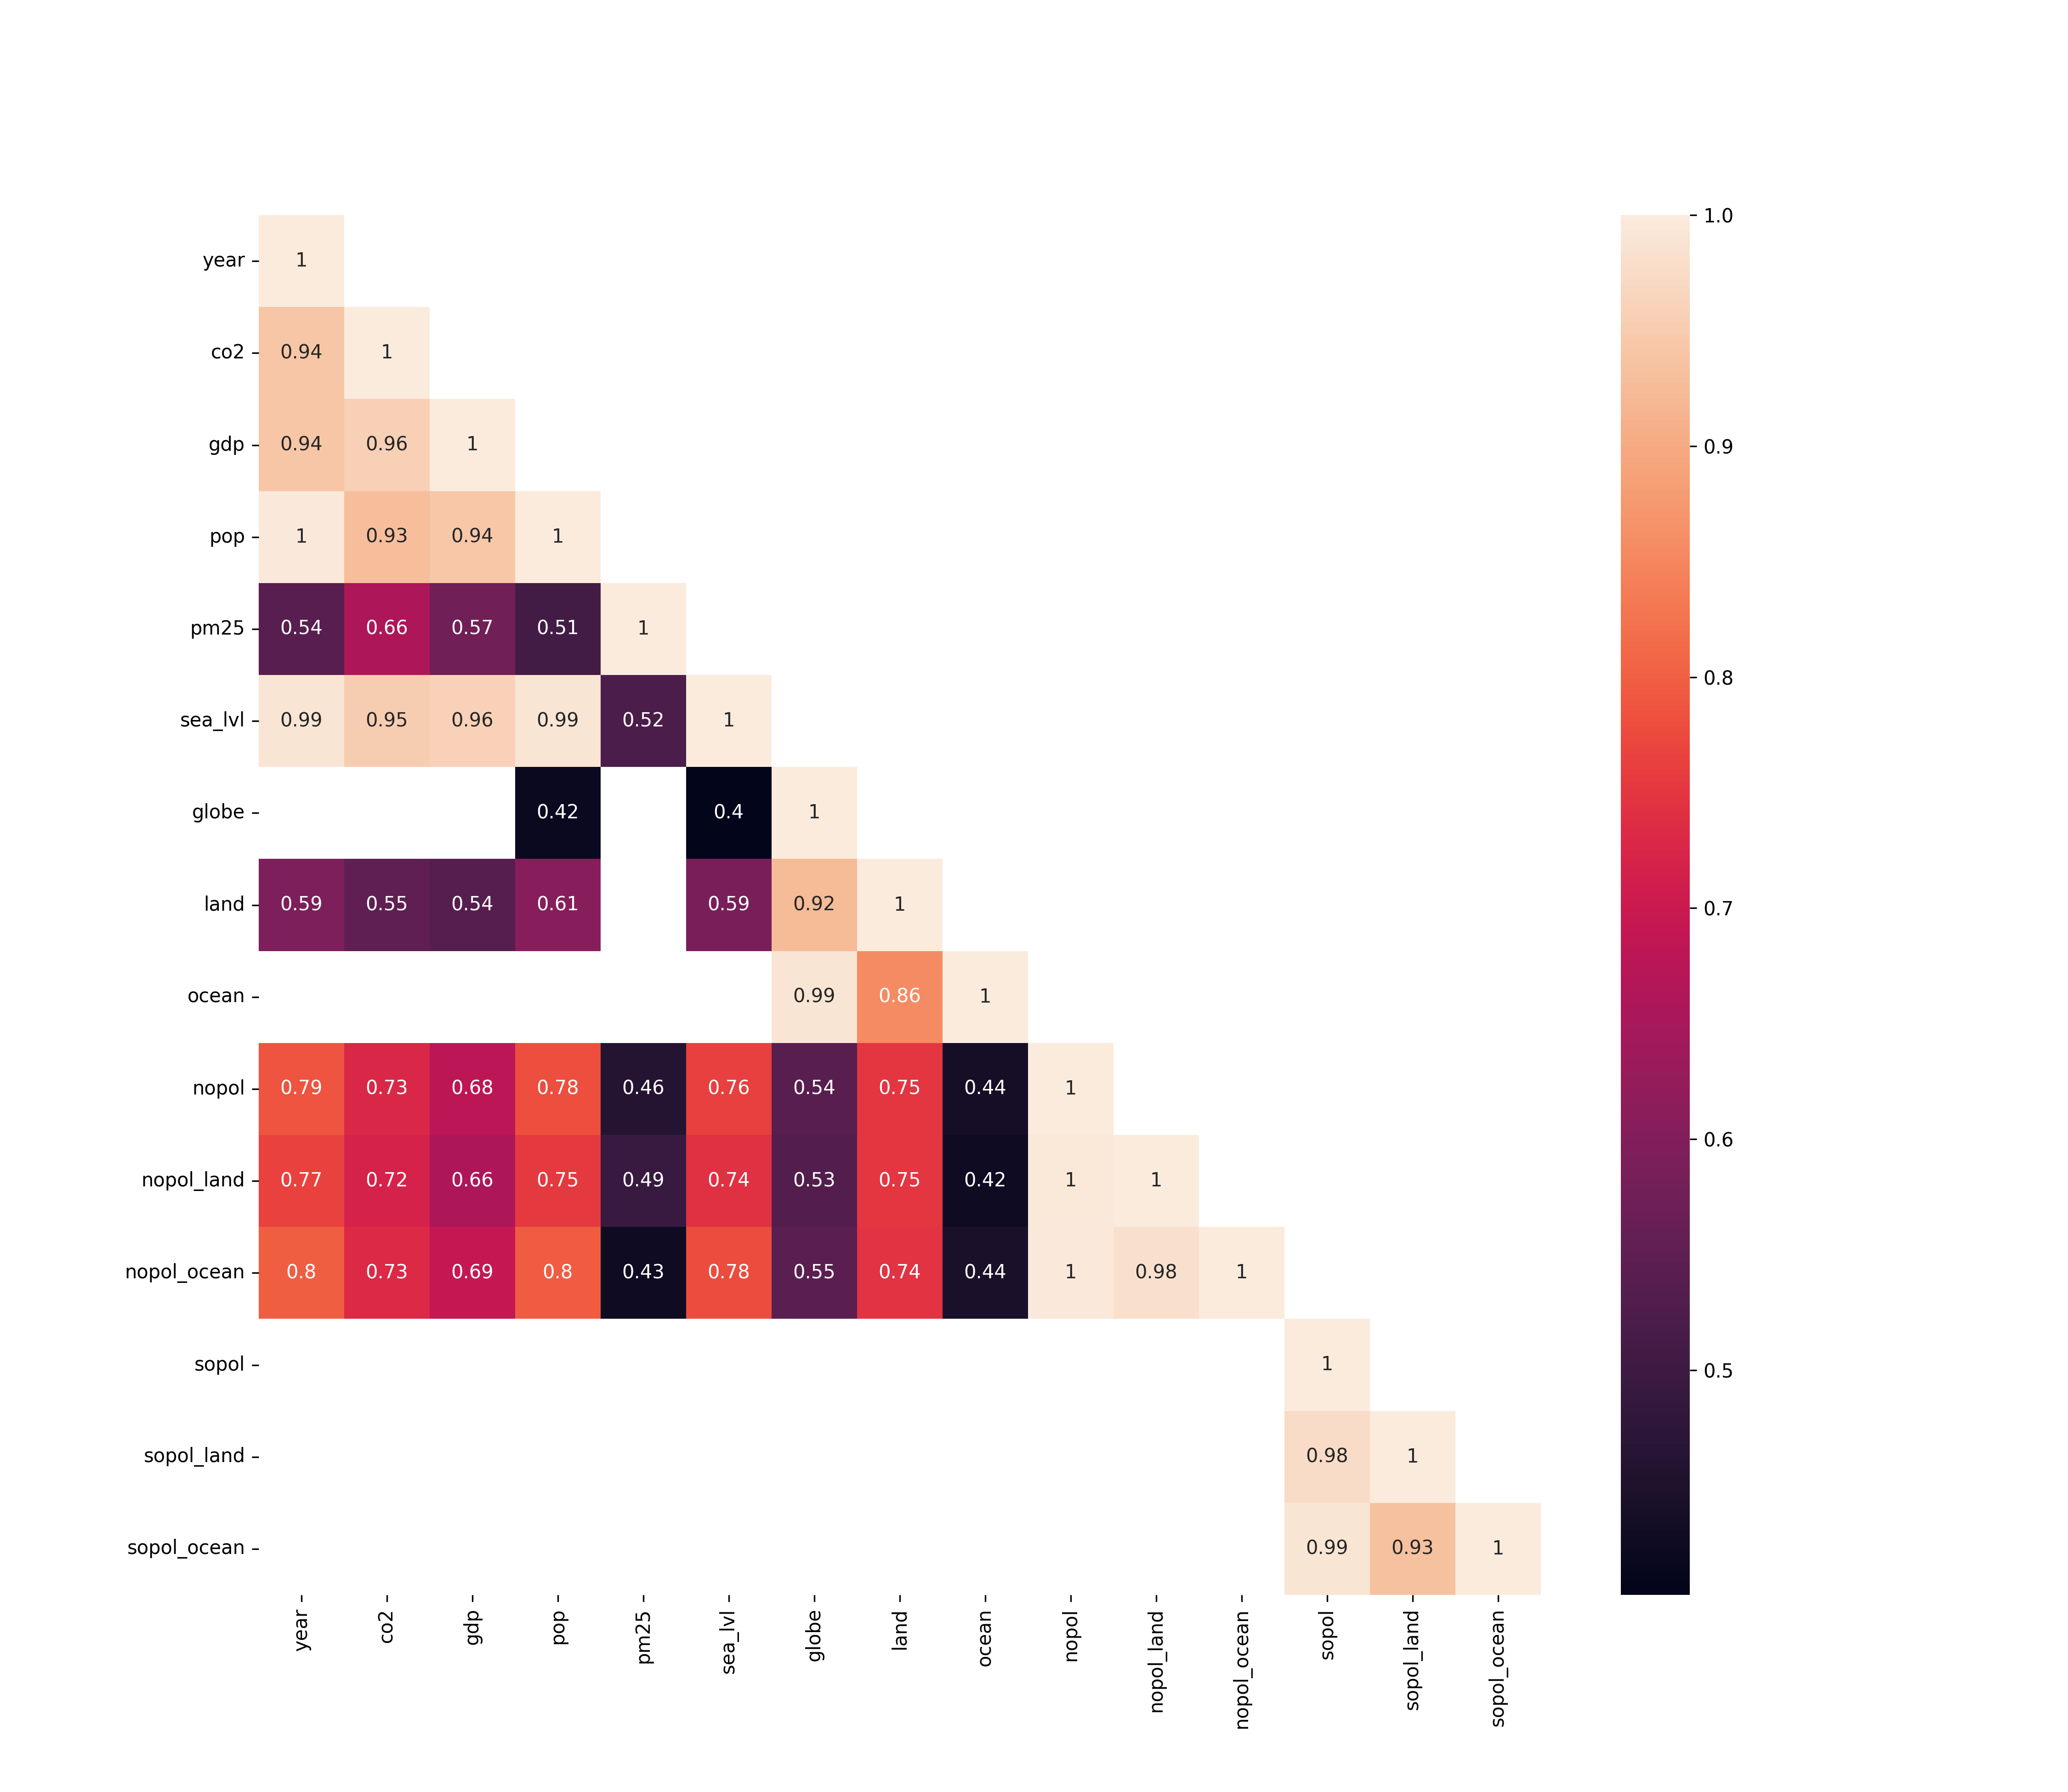 1.0
year 1
co2 0.94 1
gdp 0.94 0.96 1
0.9
pop 1 0.93 0.94 1
pm25 0.54 0.66 0.57 0.51 1
0.8
sea_lvl 0.99 0.95 0.96 0.99 0.52 1
globe 0.42 0.4 1
land 0.59 0.55 0.54 0.61 0.59 0.92 1
0.7
ocean 0.99 0.86 1
nopol 0.79 0.73 0.68 0.78 0.46 0.76 0.54 0.75 0.44 1
0.6
nopol_land 0.77 0.72 0.66 0.75 0.49 0.74 0.53 0.75 0.42 1 1
nopol_ocean 0.8 0.73 0.69 0.8 0.43 0.78 0.55 0.74 0.44 1 0.98 1
sopol 1
0.5
sopol_land 0.98 1
sopol_ocean 0.99 0.93 1
year co2 gdp pop pm25 sea_lvl globe land ocean nopol nopol_land nopol_ocean sopol sopol_land sopol_ocean